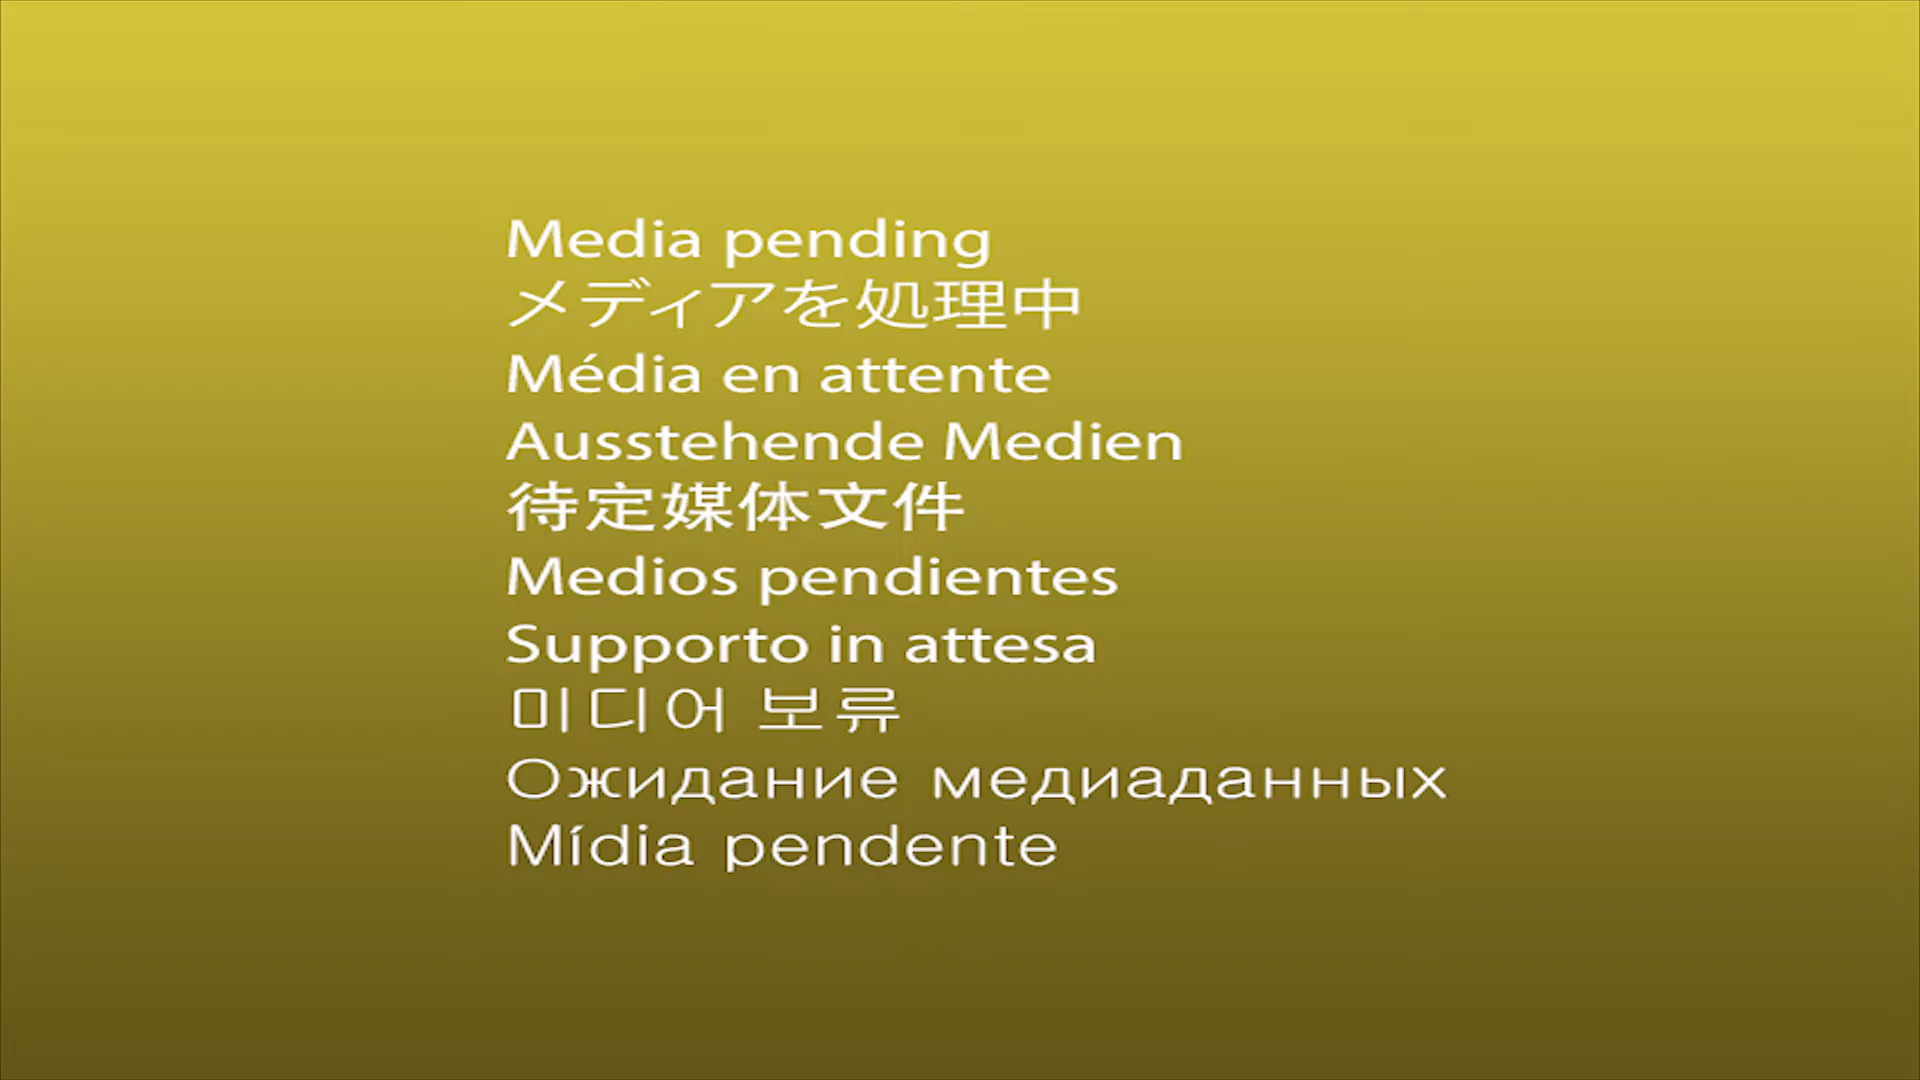 Media pending
メディアを処理中
Média en attente
Ausstehende Medien
待定媒体文件
Medios pendientes
Supporto in attesa
미디어 보류
Ожидание медиаданных
Mídia pendente